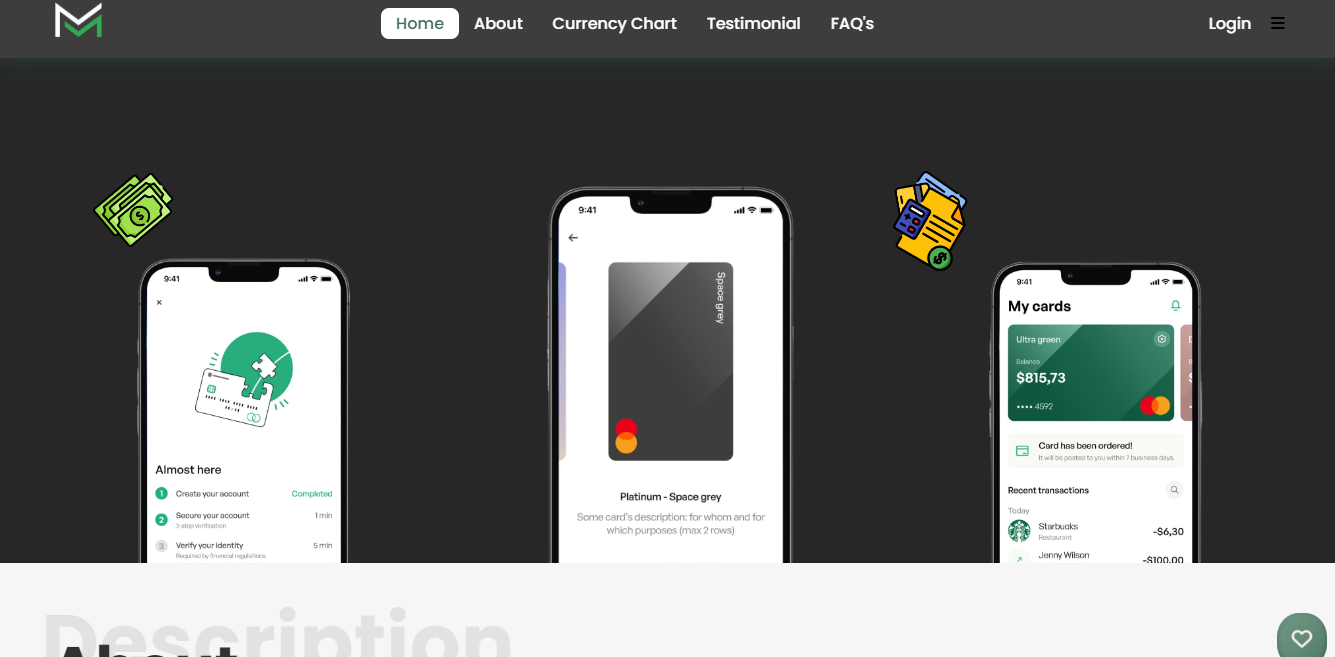 Home About Currency Chart Testimonial FAQ's Login
9:41
Almost here
1 Create your account Completed
2 Secure your account 1 min
2-step verification
3 Verify your identity 5 min
Required by financial regulations
9:41
Space grey
Platinum - Space grey
Some card's description: for whom and for
which purposes (max 2 rows)
9:41
My cards
Ultra green
Balance
$815,73
•••• 4592
Card has been ordered!
It will be posted to you within 7 business days.
Recent transactions
Today
Starbucks
Restaurant
-$6,30
Jenny Wilson
-$100,00
Description
About